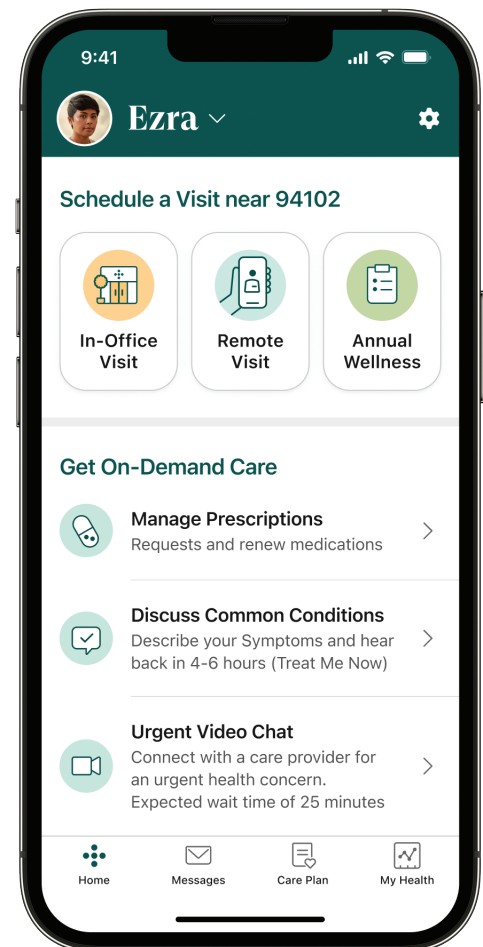 9:41
Ezra
Schedule a Visit near 94102
In-Office
Visit
Remote
Visit
Annual
Wellness
Get On-Demand Care
Manage Prescriptions
Requests and renew medications
Discuss Common Conditions
Describe your Symptoms and hear
back in 4-6 hours (Treat Me Now)
Urgent Video Chat
Connect with a care provider for
an urgent health concern.
Expected wait time of 25 minutes
Home
Messages
Care Plan
My Health